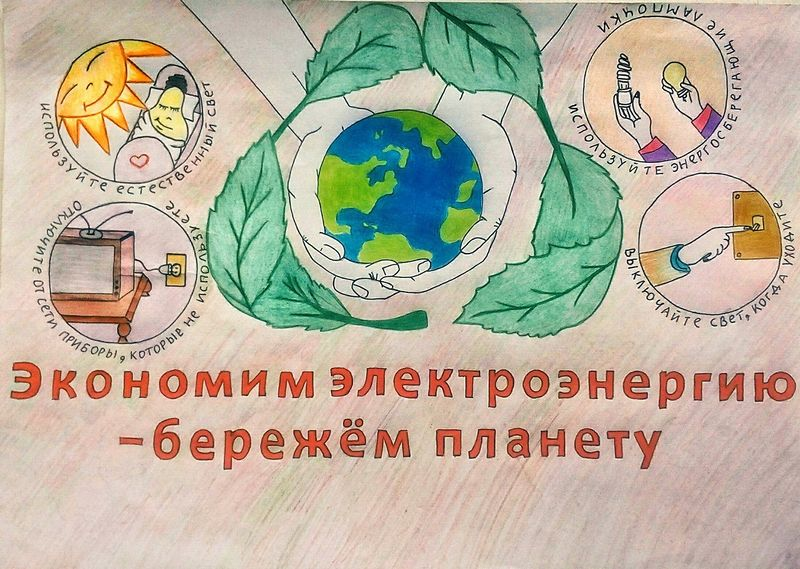 ИСПОЛЬЗУЙТЕ ЕСТЕСТВЕННЫЙ СВЕТ
ИСПОЛЬЗУЙТЕ ЭНЕРГОСБЕРЕГАЮЩИЕ ЛАМПОЧКИ
ОТКЛЮЧИТЕ ОТ СЕТИ ПРИБОРЫ, КОТОРЫЕ НЕ ИСПОЛЬЗУЕТЕ
ВЫКЛЮЧАЙТЕ СВЕТ, КОГДА УХОДИТЕ
Экономим электроэнергию
-бережём планету